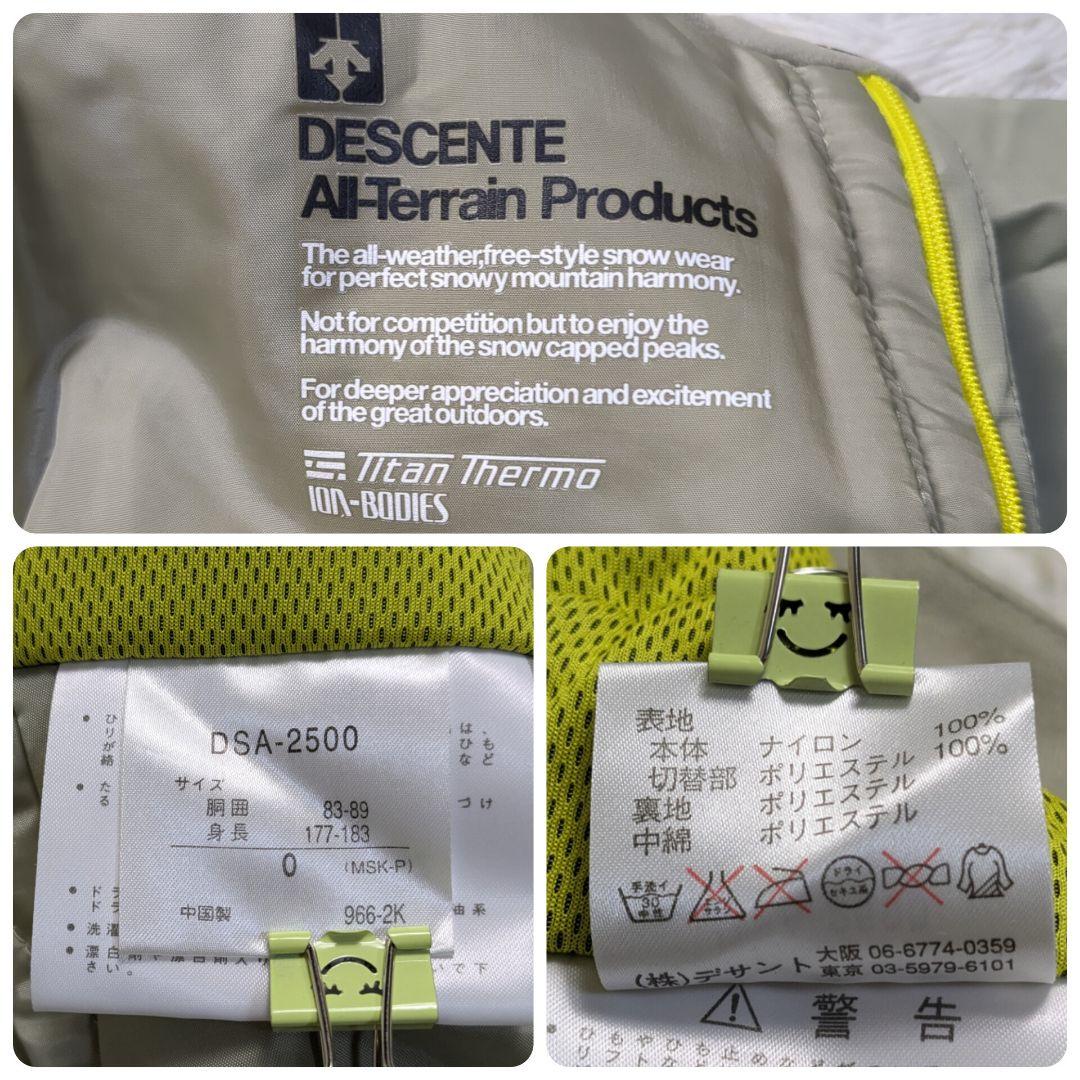 DESCENTE
All-Terrain Products
The all-weather,free-style snow wear
for perfect snowy mountain harmony.
Not for competition but to enjoy the
harmony of the snow capped peaks.
For deeper appreciation and excitement
of the great outdoors.
Titan Thermo
ION-BODIES
DSA-2500
サイズ
胴囲 83-89
身長 177-183
O (MSK-P)
中国製 966-2K
表地
本体 ナイロン 100%
切替部 ポリエステル 100%
裏地 ポリエステル
中綿 ポリエステル
手洗イ
30
中性
エンソ
サラシ
ドライ
セキユ系
大阪 06-6774-0359
(株)デサント 東京 03-5979-6101
警告